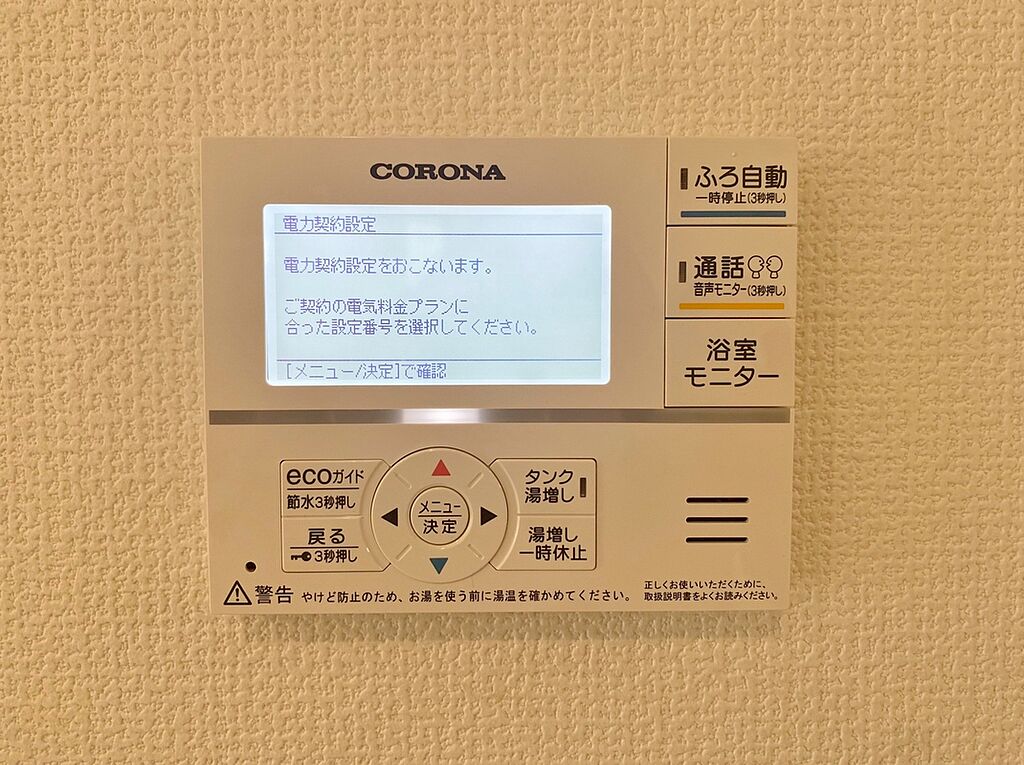 CORONA
電力契約設定
電力契約設定をおこないます。
ご契約の電気料金プランに
合った設定番号を選択してください。
[メニュー/決定]で確認
ふろ自動
一時停止(3秒押し)
通話
音声モニター(3秒押し)
浴室
モニター
ecoガイド
節水3秒押し
戻る
3秒押し
メニュー
決定
タンク
湯増し
湯増し
一時休止
警告 やけど防止のため、お湯を使う前に湯温を確かめてください。
正しくお使いいただくために、
取扱説明書をよくお読みください。